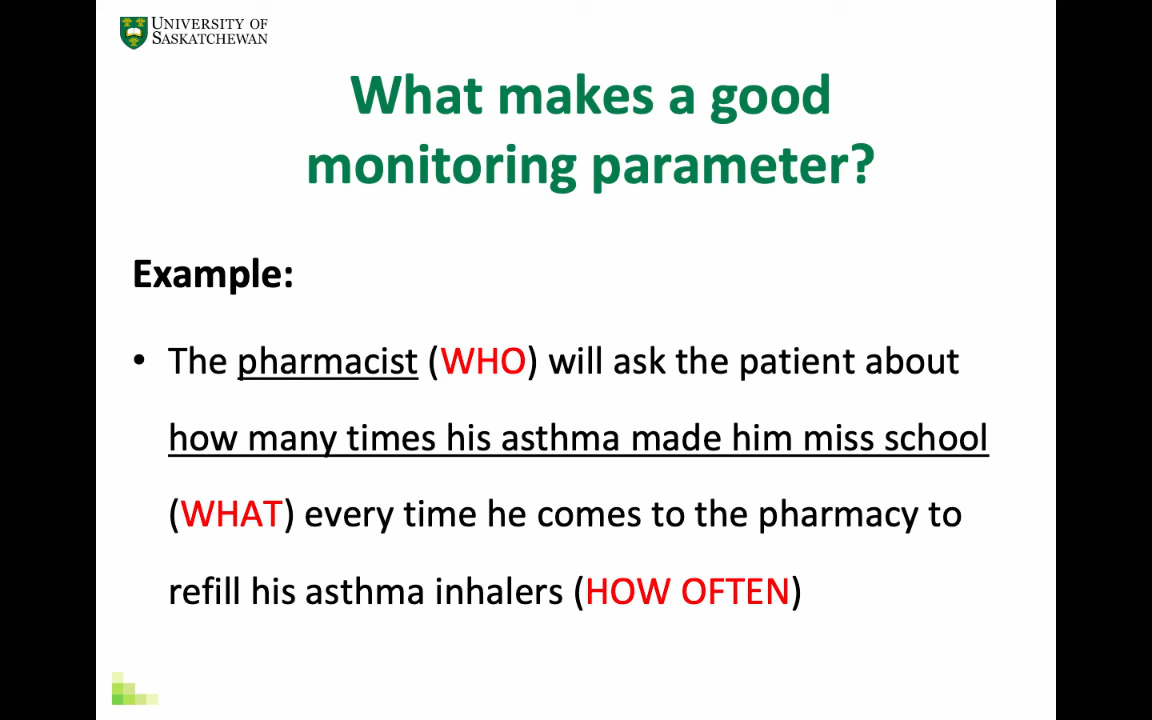 UNIVERSITY OF
SASKATCHEWAN
What makes a good
monitoring parameter?
Example:
• The pharmacist (WHO) will ask the patient about
how many times his asthma made him miss school
(WHAT) every time he comes to the pharmacy to
refill his asthma inhalers (HOW OFTEN)